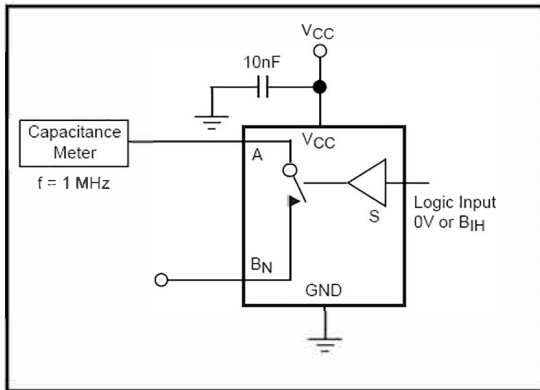 VCC
10nF
Capacitance
Meter
f = 1 MHz
VCC
A
Logic Input
0V or BIH
S
BN
GND